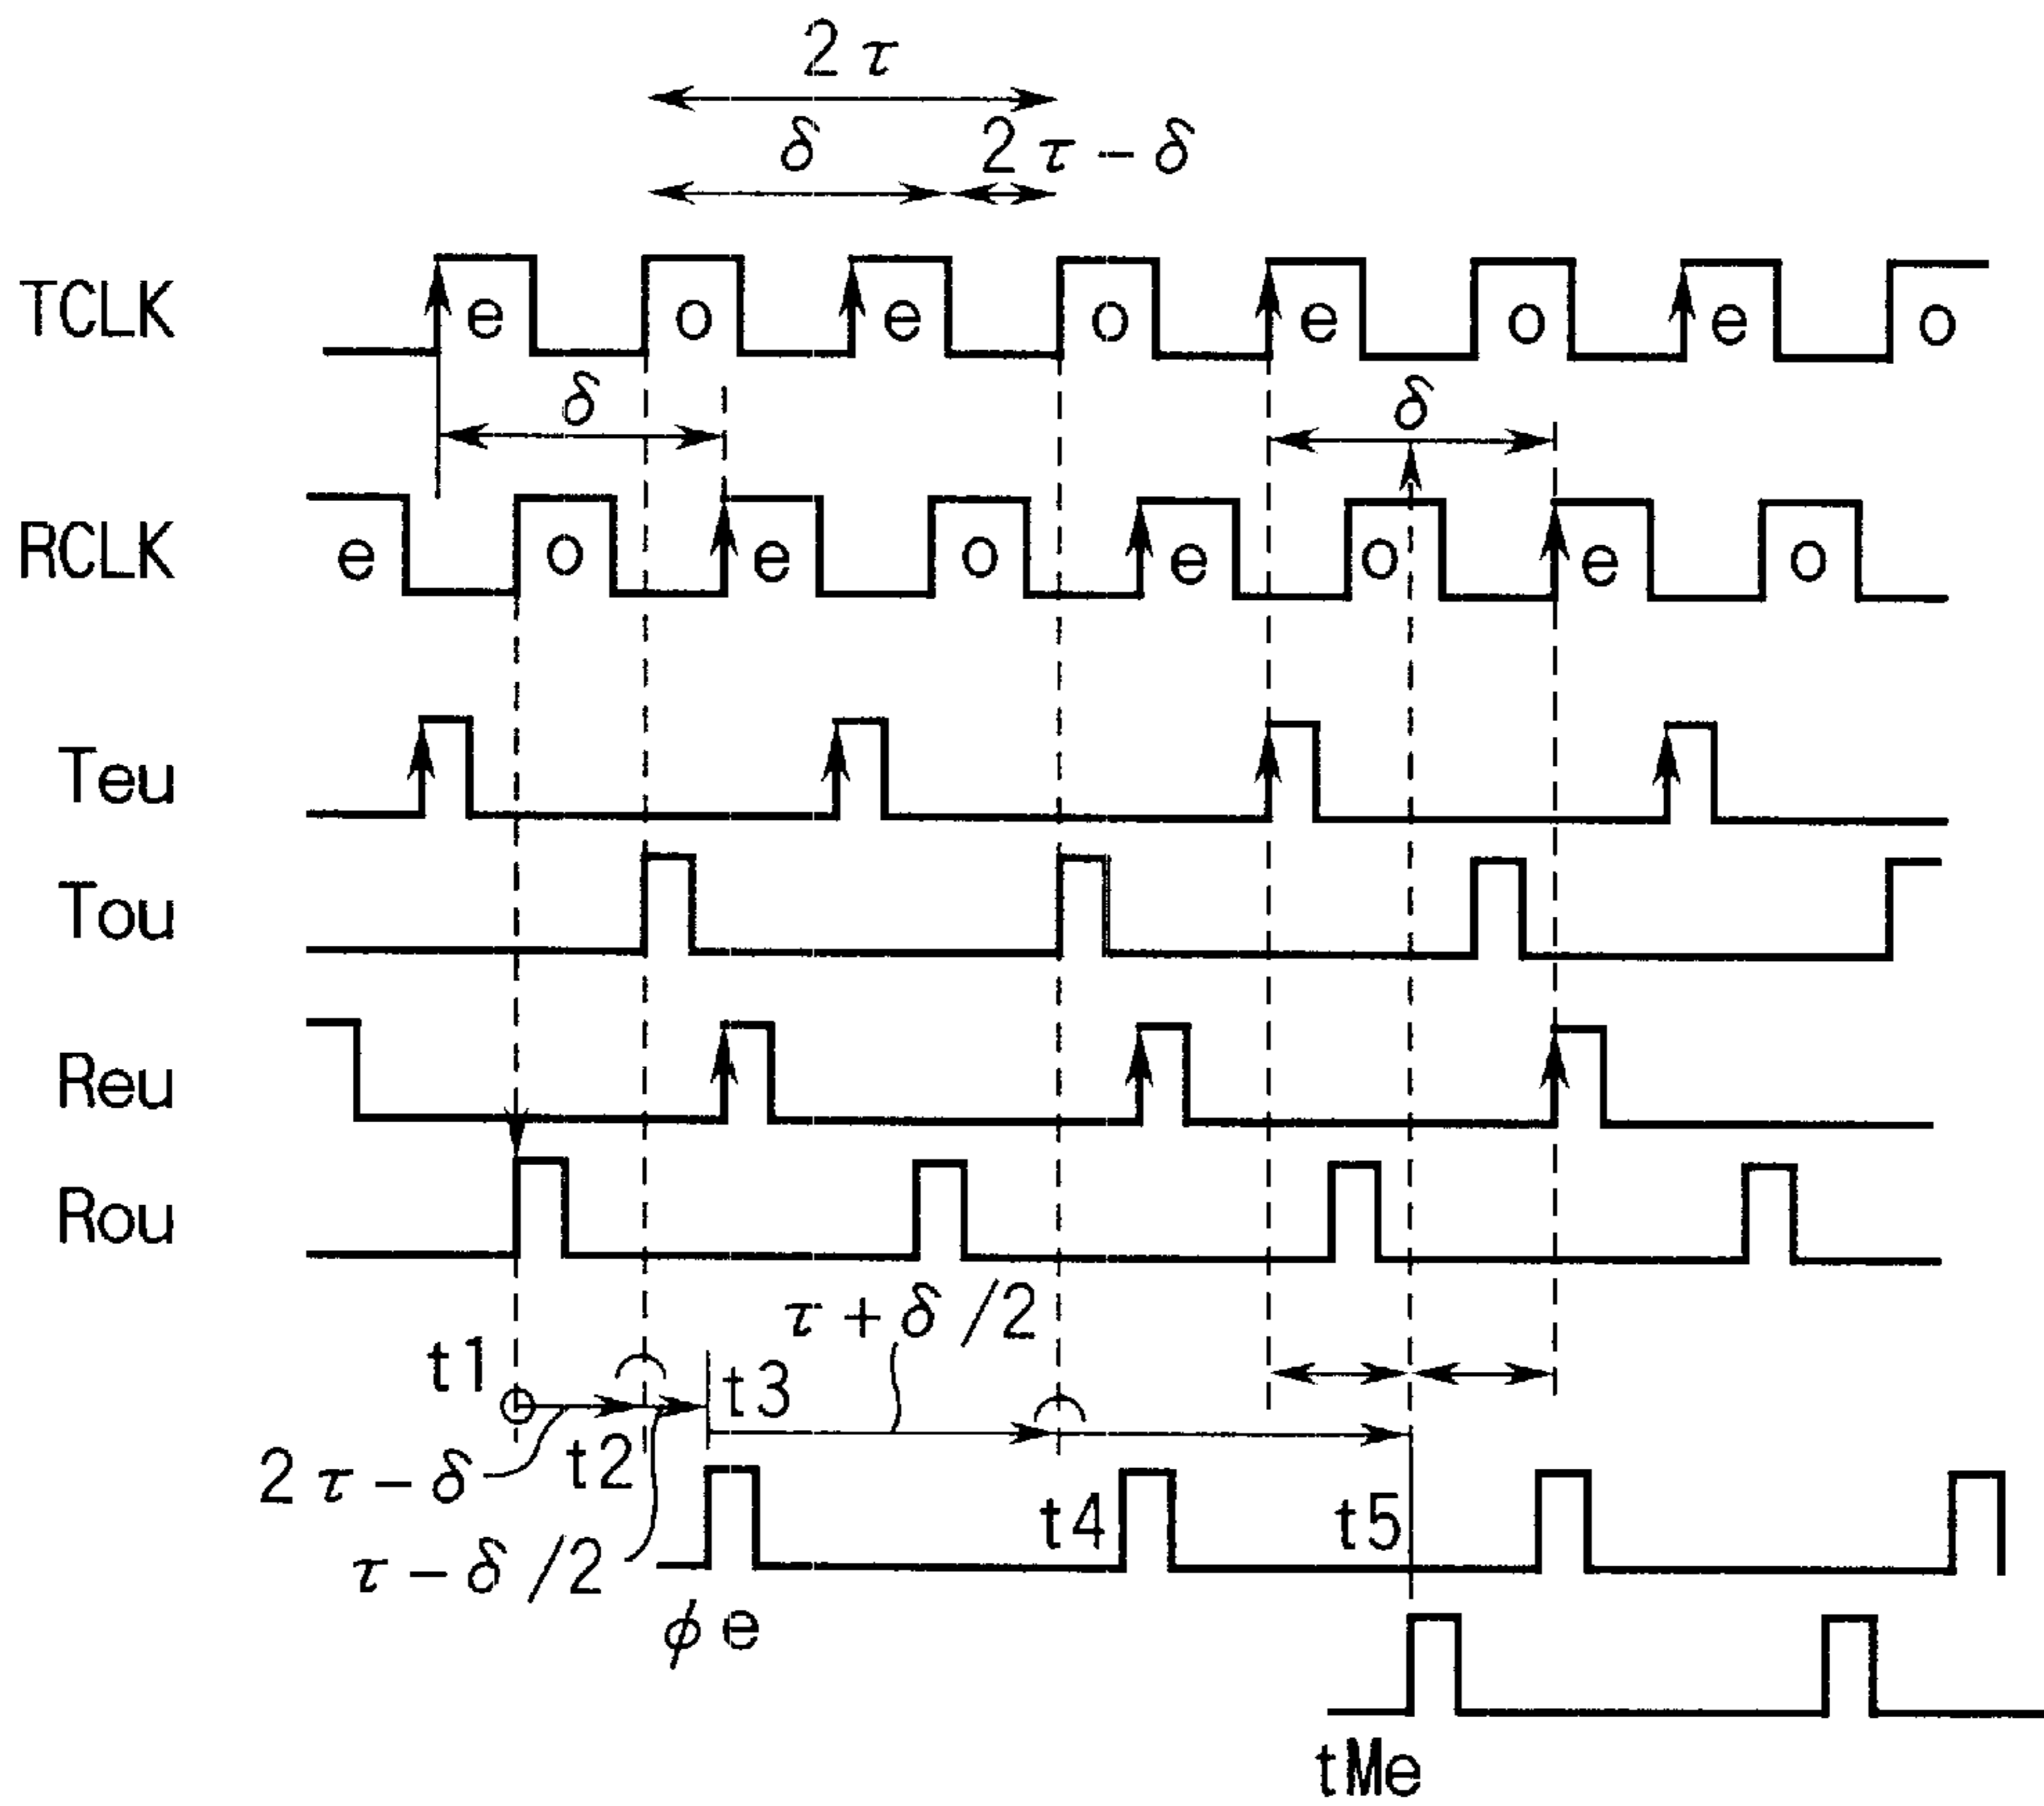 2τ
δ 2τ-δ
TCLK e o e o e o e o
δ δ
RCLK e o e o e o e o
Teu
Tou
Reu
Rou
τ+δ/2
t1 t3
2τ-δ t2
t4 t5
τ-δ/2
φe
tMe